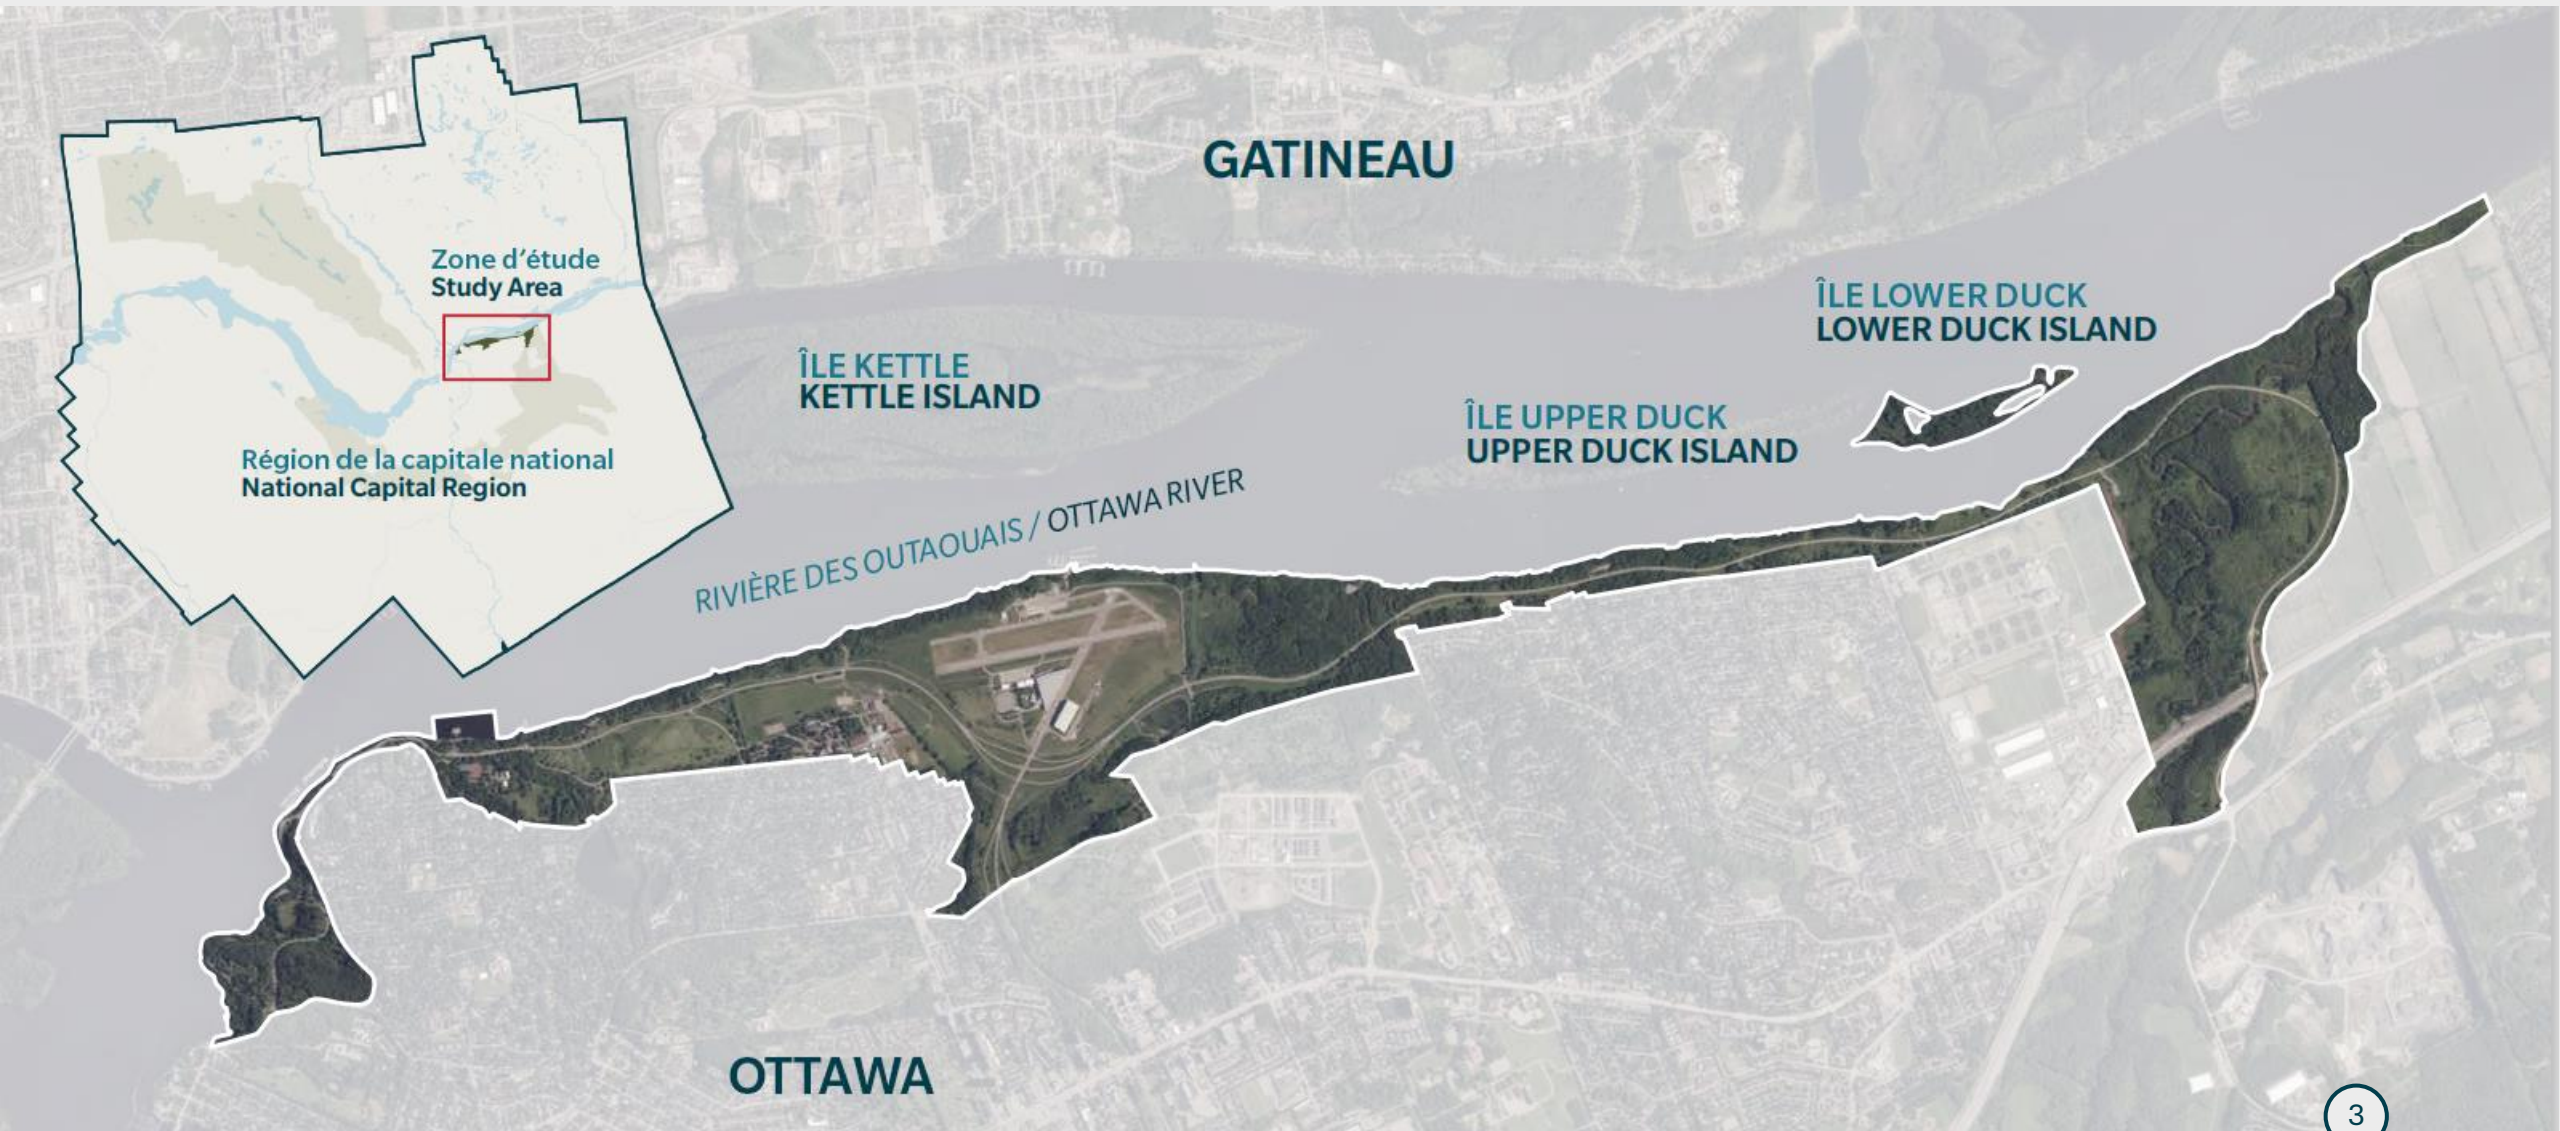 GATINEAU
Zone d'étude
Study Area
Région de la capitale national
National Capital Region
ÎLE KETTLE
KETTLE ISLAND
ÎLE LOWER DUCK
LOWER DUCK ISLAND
ÎLE UPPER DUCK
UPPER DUCK ISLAND
RIVIÈRE DES OUTAOUAIS / OTTAWA RIVER
OTTAWA
3